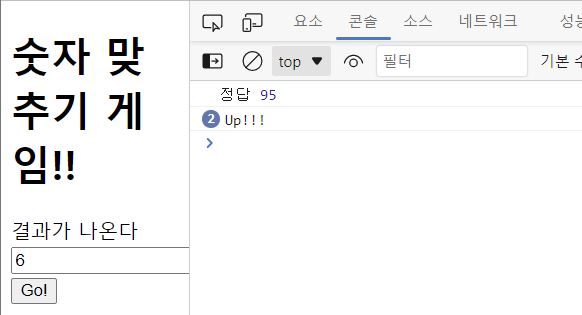 숫자 맞
추기 게
임!!
결과가 나온다
6
Go!
요소 콘솔 소스 네트워크 성능
top 필터 기본 수
정답 95
2 Up!!!